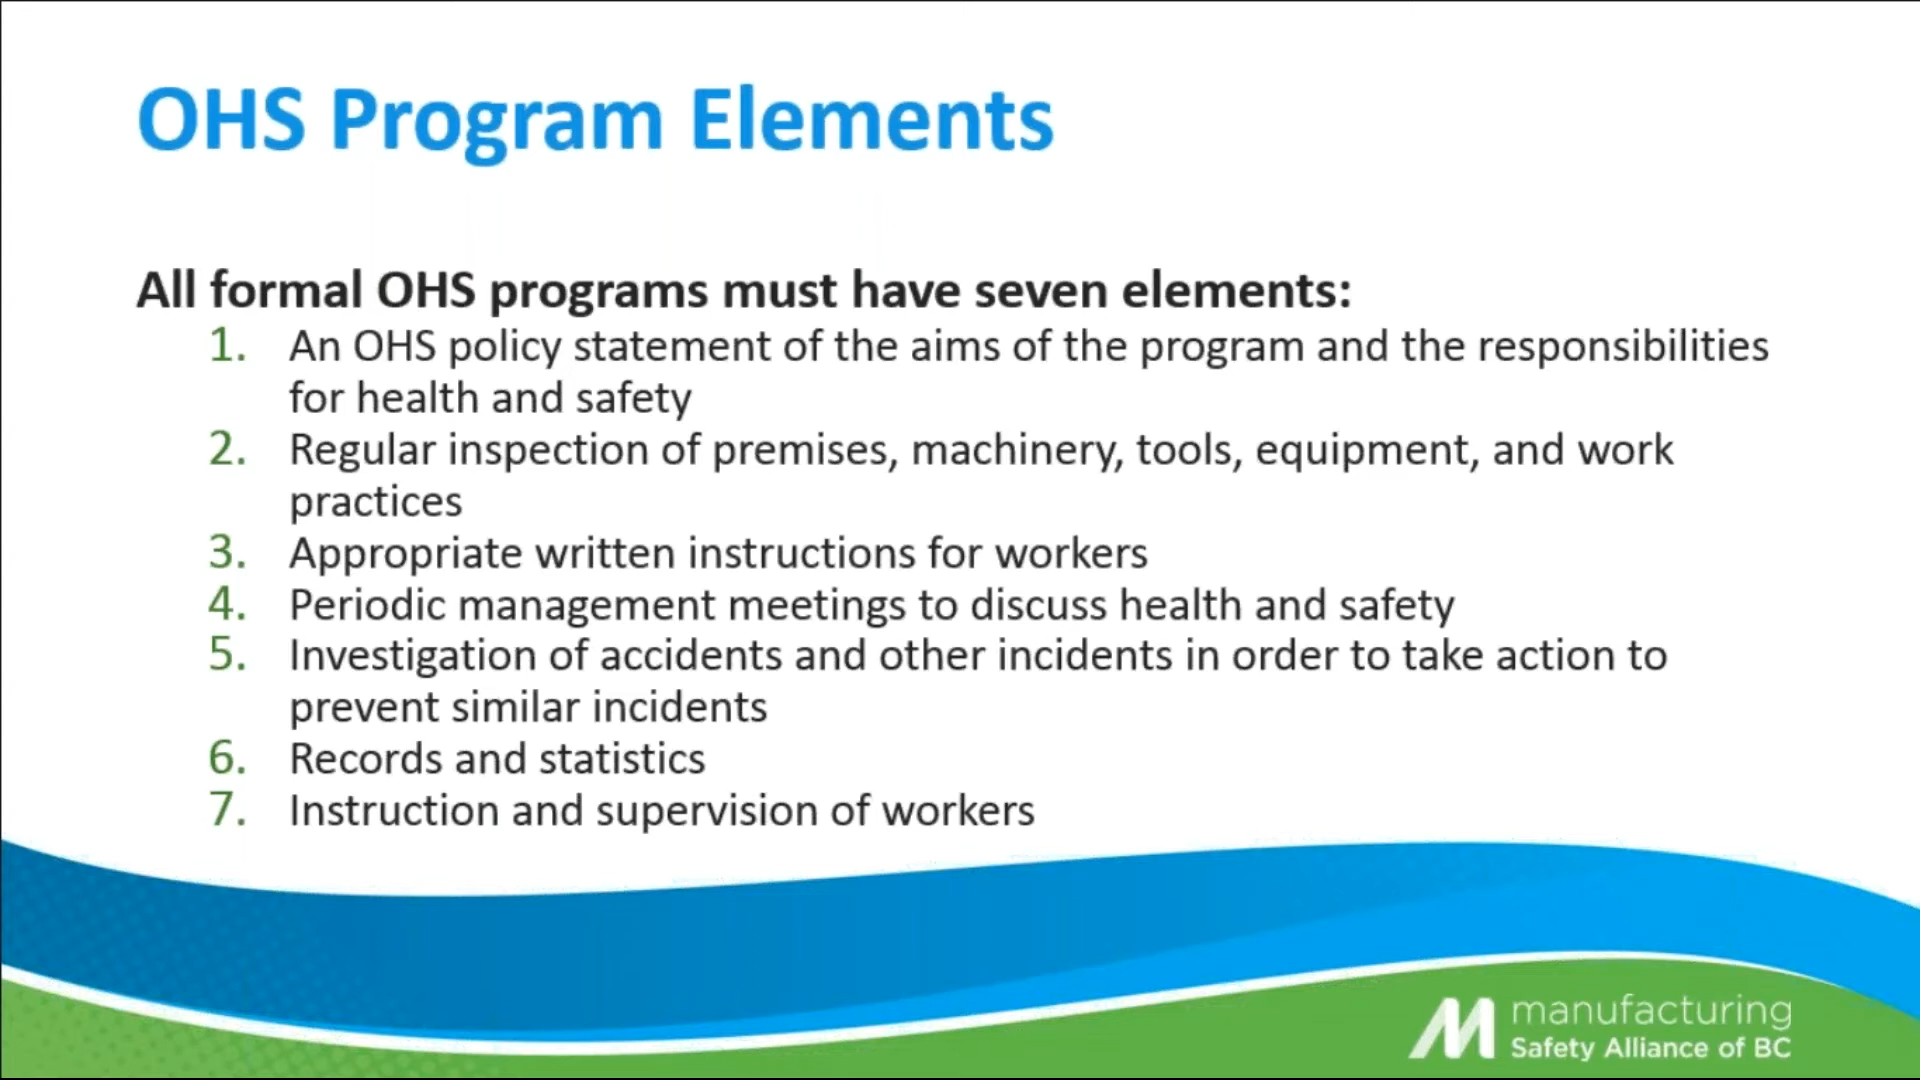 OHS Program Elements
All formal OHS programs must have seven elements:
1. An OHS policy statement of the aims of the program and the responsibilities
for health and safety
2. Regular inspection of premises, machinery, tools, equipment, and work
practices
3. Appropriate written instructions for workers
4. Periodic management meetings to discuss health and safety
5. Investigation of accidents and other incidents in order to take action to
prevent similar incidents
6. Records and statistics
7. Instruction and supervision of workers
manufacturing
Safety Alliance of BC